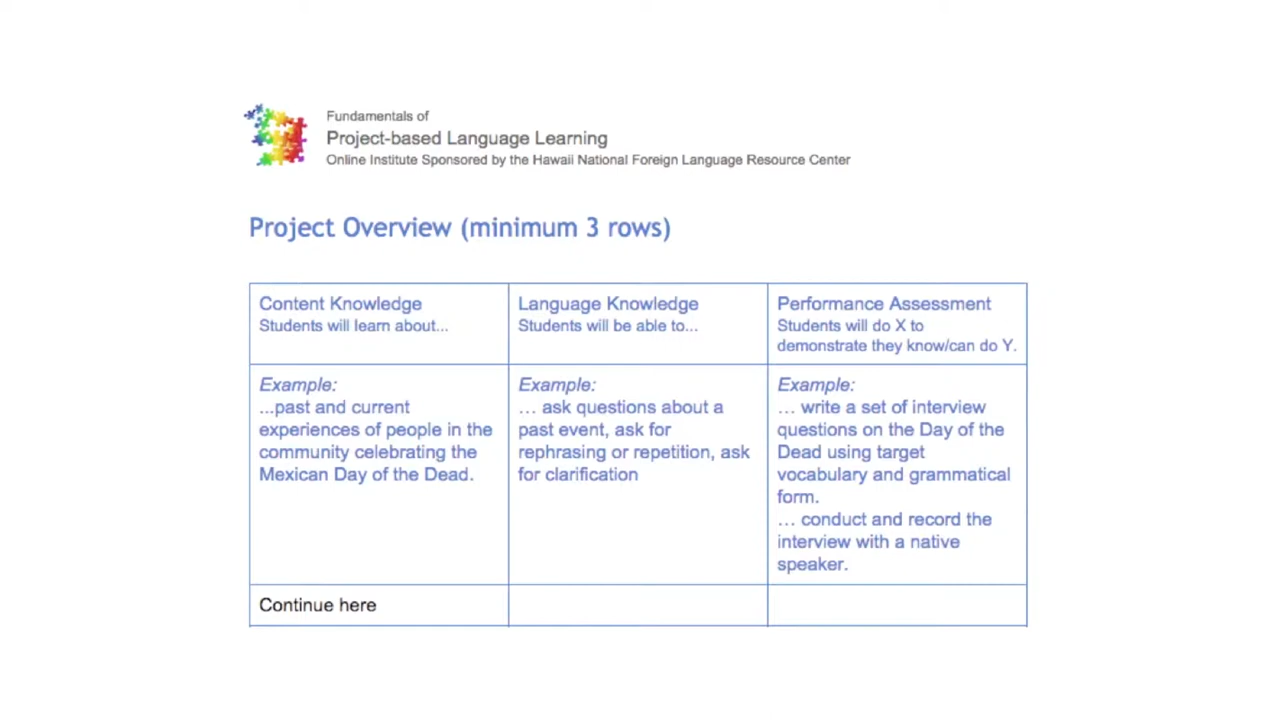 Fundamentals of
Project-based Language Learning
Online Institute Sponsored by the Hawaii National Foreign Language Resource Center
Project Overview (minimum 3 rows)
Content Knowledge
Students will learn about...
Language Knowledge
Students will be able to...
Performance Assessment
Students will do X to
demonstrate they know/can do Y.
Example:
...past and current
experiences of people in the
community celebrating the
Mexican Day of the Dead.
Example:
… ask questions about a
past event, ask for
rephrasing or repetition, ask
for clarification
Example:
… write a set of interview
questions on the Day of the
Dead using target
vocabulary and grammatical
form.
… conduct and record the
interview with a native
speaker.
Continue here